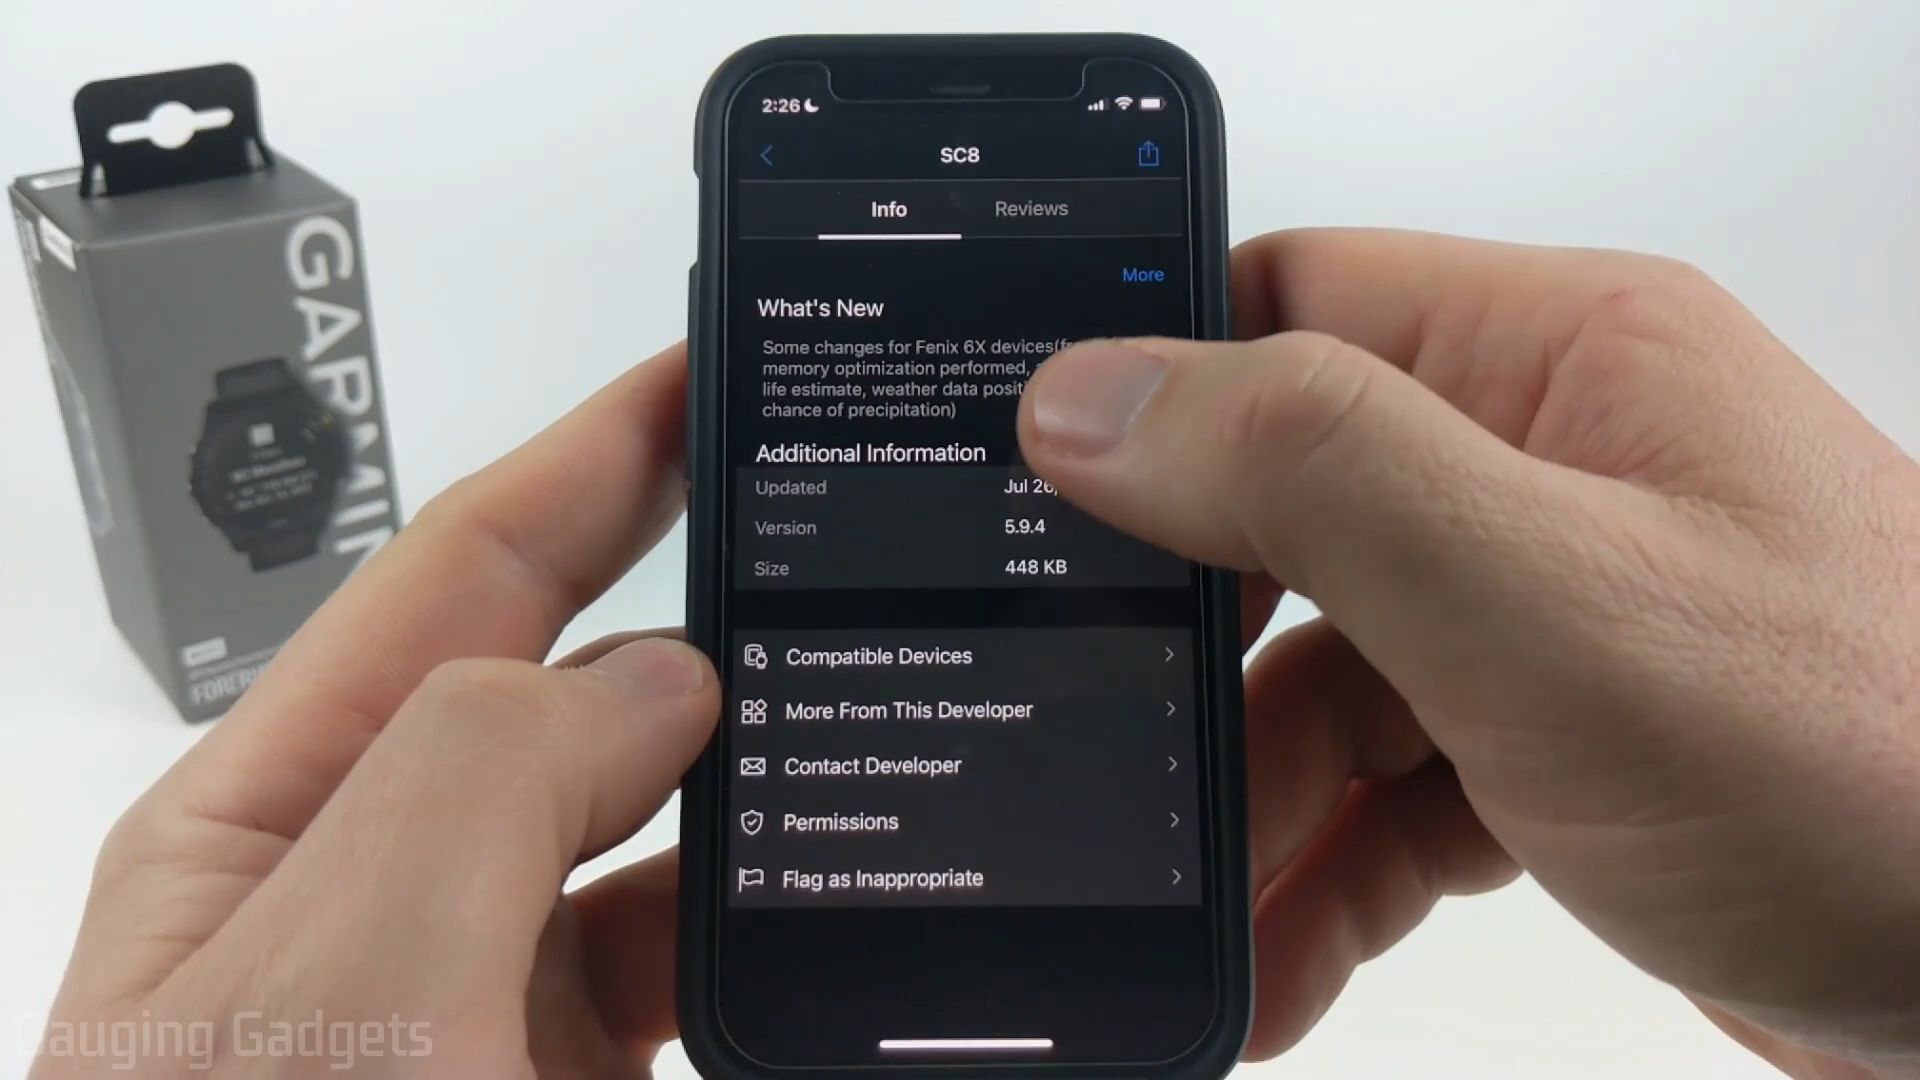 2:26
SC8
Info
Reviews
More
What's New
Some changes for Fenix 6X devices
memory optimization performed,
life estimate, weather data
chance of precipitation)
Additional Information
Updated
Jul 26,
Version
5.9.4
Size
448 KB
Compatible Devices
More From This Developer
Contact Developer
Permissions
Flag as Inappropriate
GARMIN
Gauging Gadgets